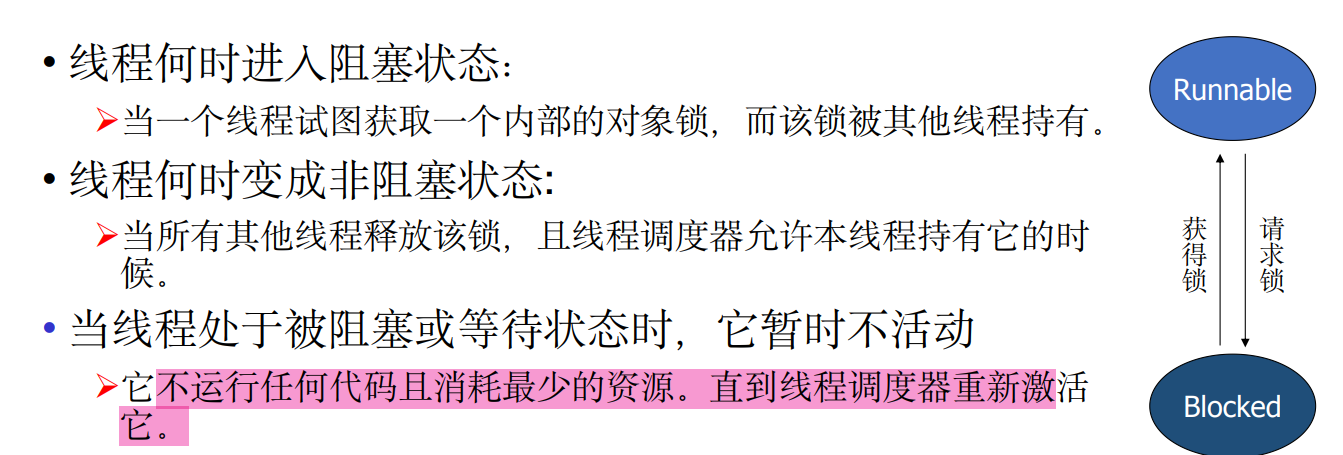 • 线程何时进入阻塞状态：
➢当一个线程试图获取一个内部的对象锁，而该锁被其他线程持有。
• 线程何时变成非阻塞状态:
➢当所有其他线程释放该锁，且线程调度器允许本线程持有它的时
候。
• 当线程处于被阻塞或等待状态时，它暂时不活动
➢它不运行任何代码且消耗最少的资源。直到线程调度器重新激活
它。
Runnable
获得锁
请求锁
Blocked